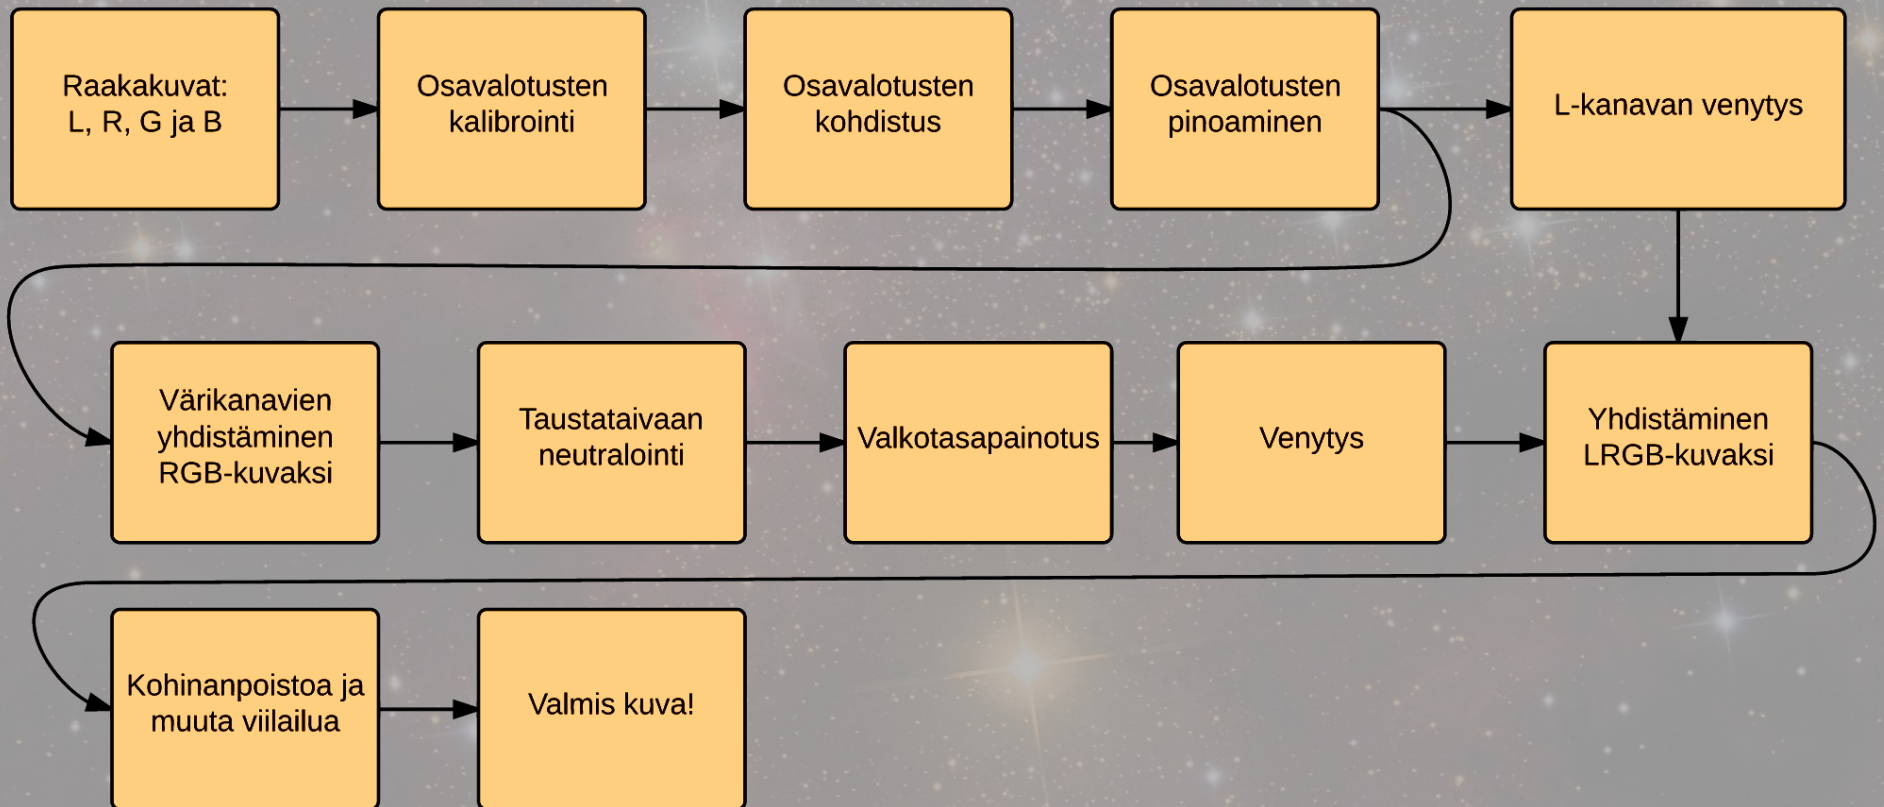 Raakakuvat:
L, R, G ja B
Osavalotusten
kalibrointi
Osavalotusten
kohdistus
Osavalotusten
pinoaminen
L-kanavan venytys
Värikanavien
yhdistäminen
RGB-kuvaksi
Taustataivaan
neutralointi
Valkotasapainotus
Venytys
Yhdistäminen
LRGB-kuvaksi
Kohinanpoistoa ja
muuta viilailua
Valmis kuva!